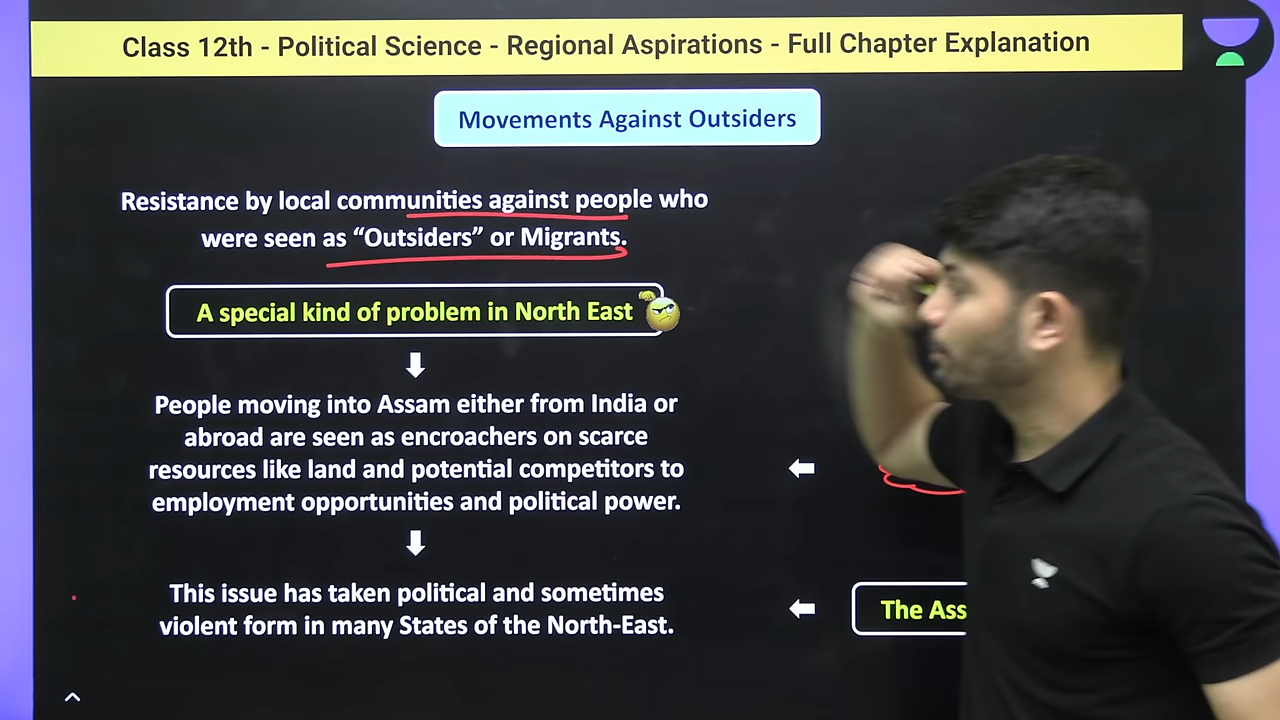 Class 12th - Political Science - Regional Aspirations - Full Chapter Explanation
Movements Against Outsiders
Resistance by local communities against people who
were seen as “Outsiders” or Migrants.
A special kind of problem in North East
People moving into Assam either from India or
abroad are seen as encroachers on scarce
resources like land and potential competitors to
employment opportunities and political power.
This issue has taken political and sometimes
violent form in many States of the North-East.
The